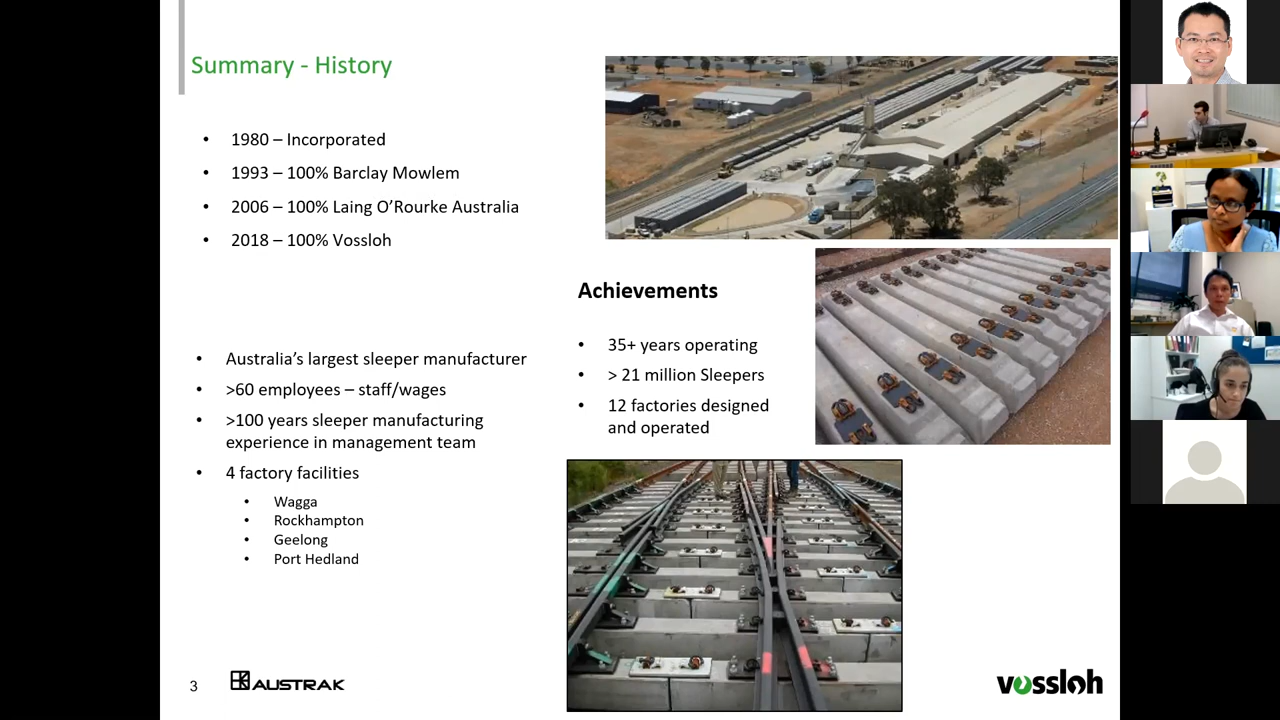 Summary - History
• 1980 – Incorporated
• 1993 – 100% Barclay Mowlem
• 2006 – 100% Laing O’Rourke Australia
• 2018 – 100% Vossloh
• Australia’s largest sleeper manufacturer
• >60 employees – staff/wages
• >100 years sleeper manufacturing
experience in management team
• 4 factory facilities
• Wagga
• Rockhampton
• Geelong
• Port Hedland
Achievements
• 35+ years operating
• > 21 million Sleepers
• 12 factories designed
and operated
3
AUSTRAK
vossloh